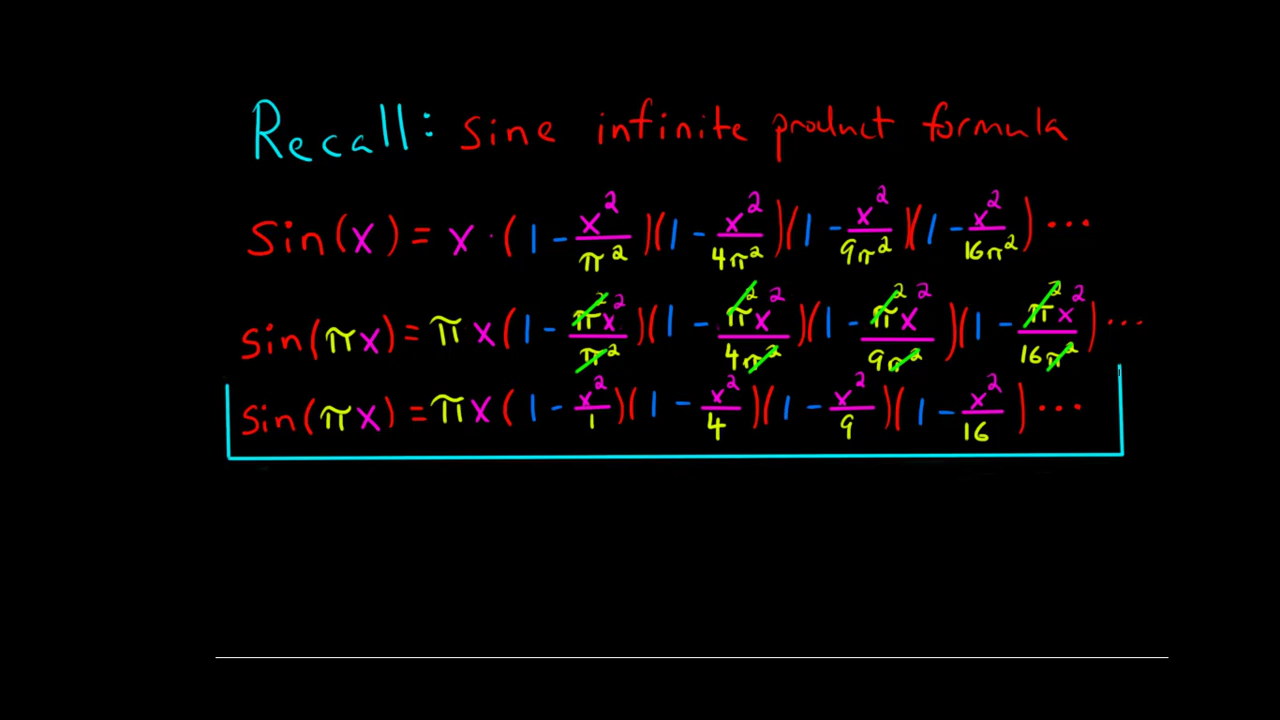 Recall: sine infinite product formula
Sin(x) = x · (1 - x²/π²)(1 - x²/4π²)(1 - x²/9π²)(1 - x²/16π²) ...
sin(πx) = πx(1 - π²x²/π²)(1 - π²x²/4π²)(1 - π²x²/9π²)(1 - π²x²/16π²) ...
sin(πx) = πx(1 - x²/1)(1 - x²/4)(1 - x²/9)(1 - x²/16) ...